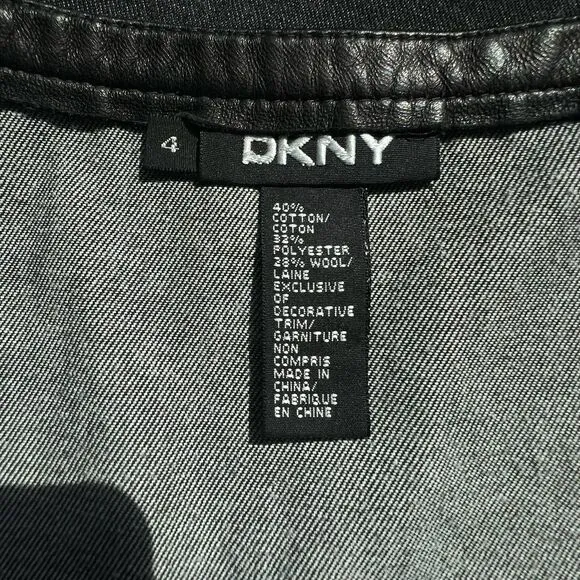 4
DKNY
40%
COTTON/
COTON
32%
POLYESTER
28% WOOL/
LAINE
EXCLUSIVE
OF
DECORATIVE
TRIM/
GARNITURE
NON
COMPRIS
MADE IN
CHINA/
FABRIQUE
EN CHINE